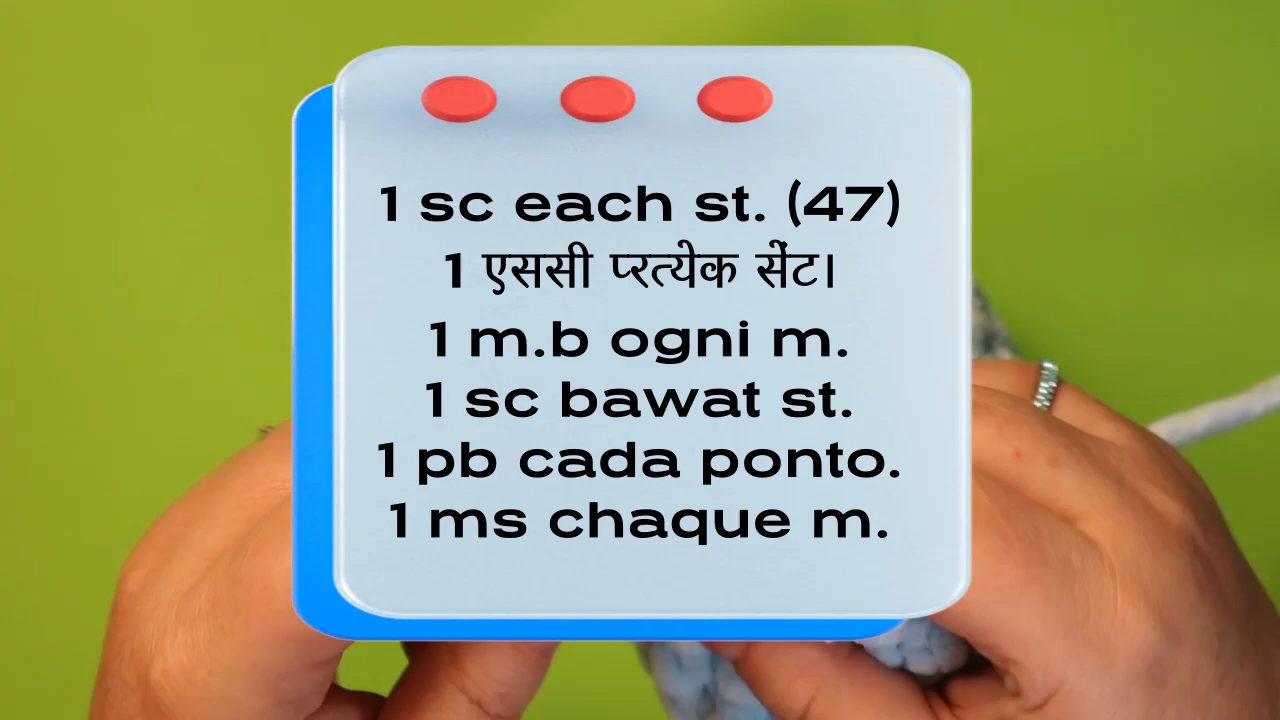 1 sc each st. (47)
1 एससी प्रत्येक सेंट।
1 m.b ogni m.
1 sc bawat st.
1 pb cada ponto.
1 ms chaque m.